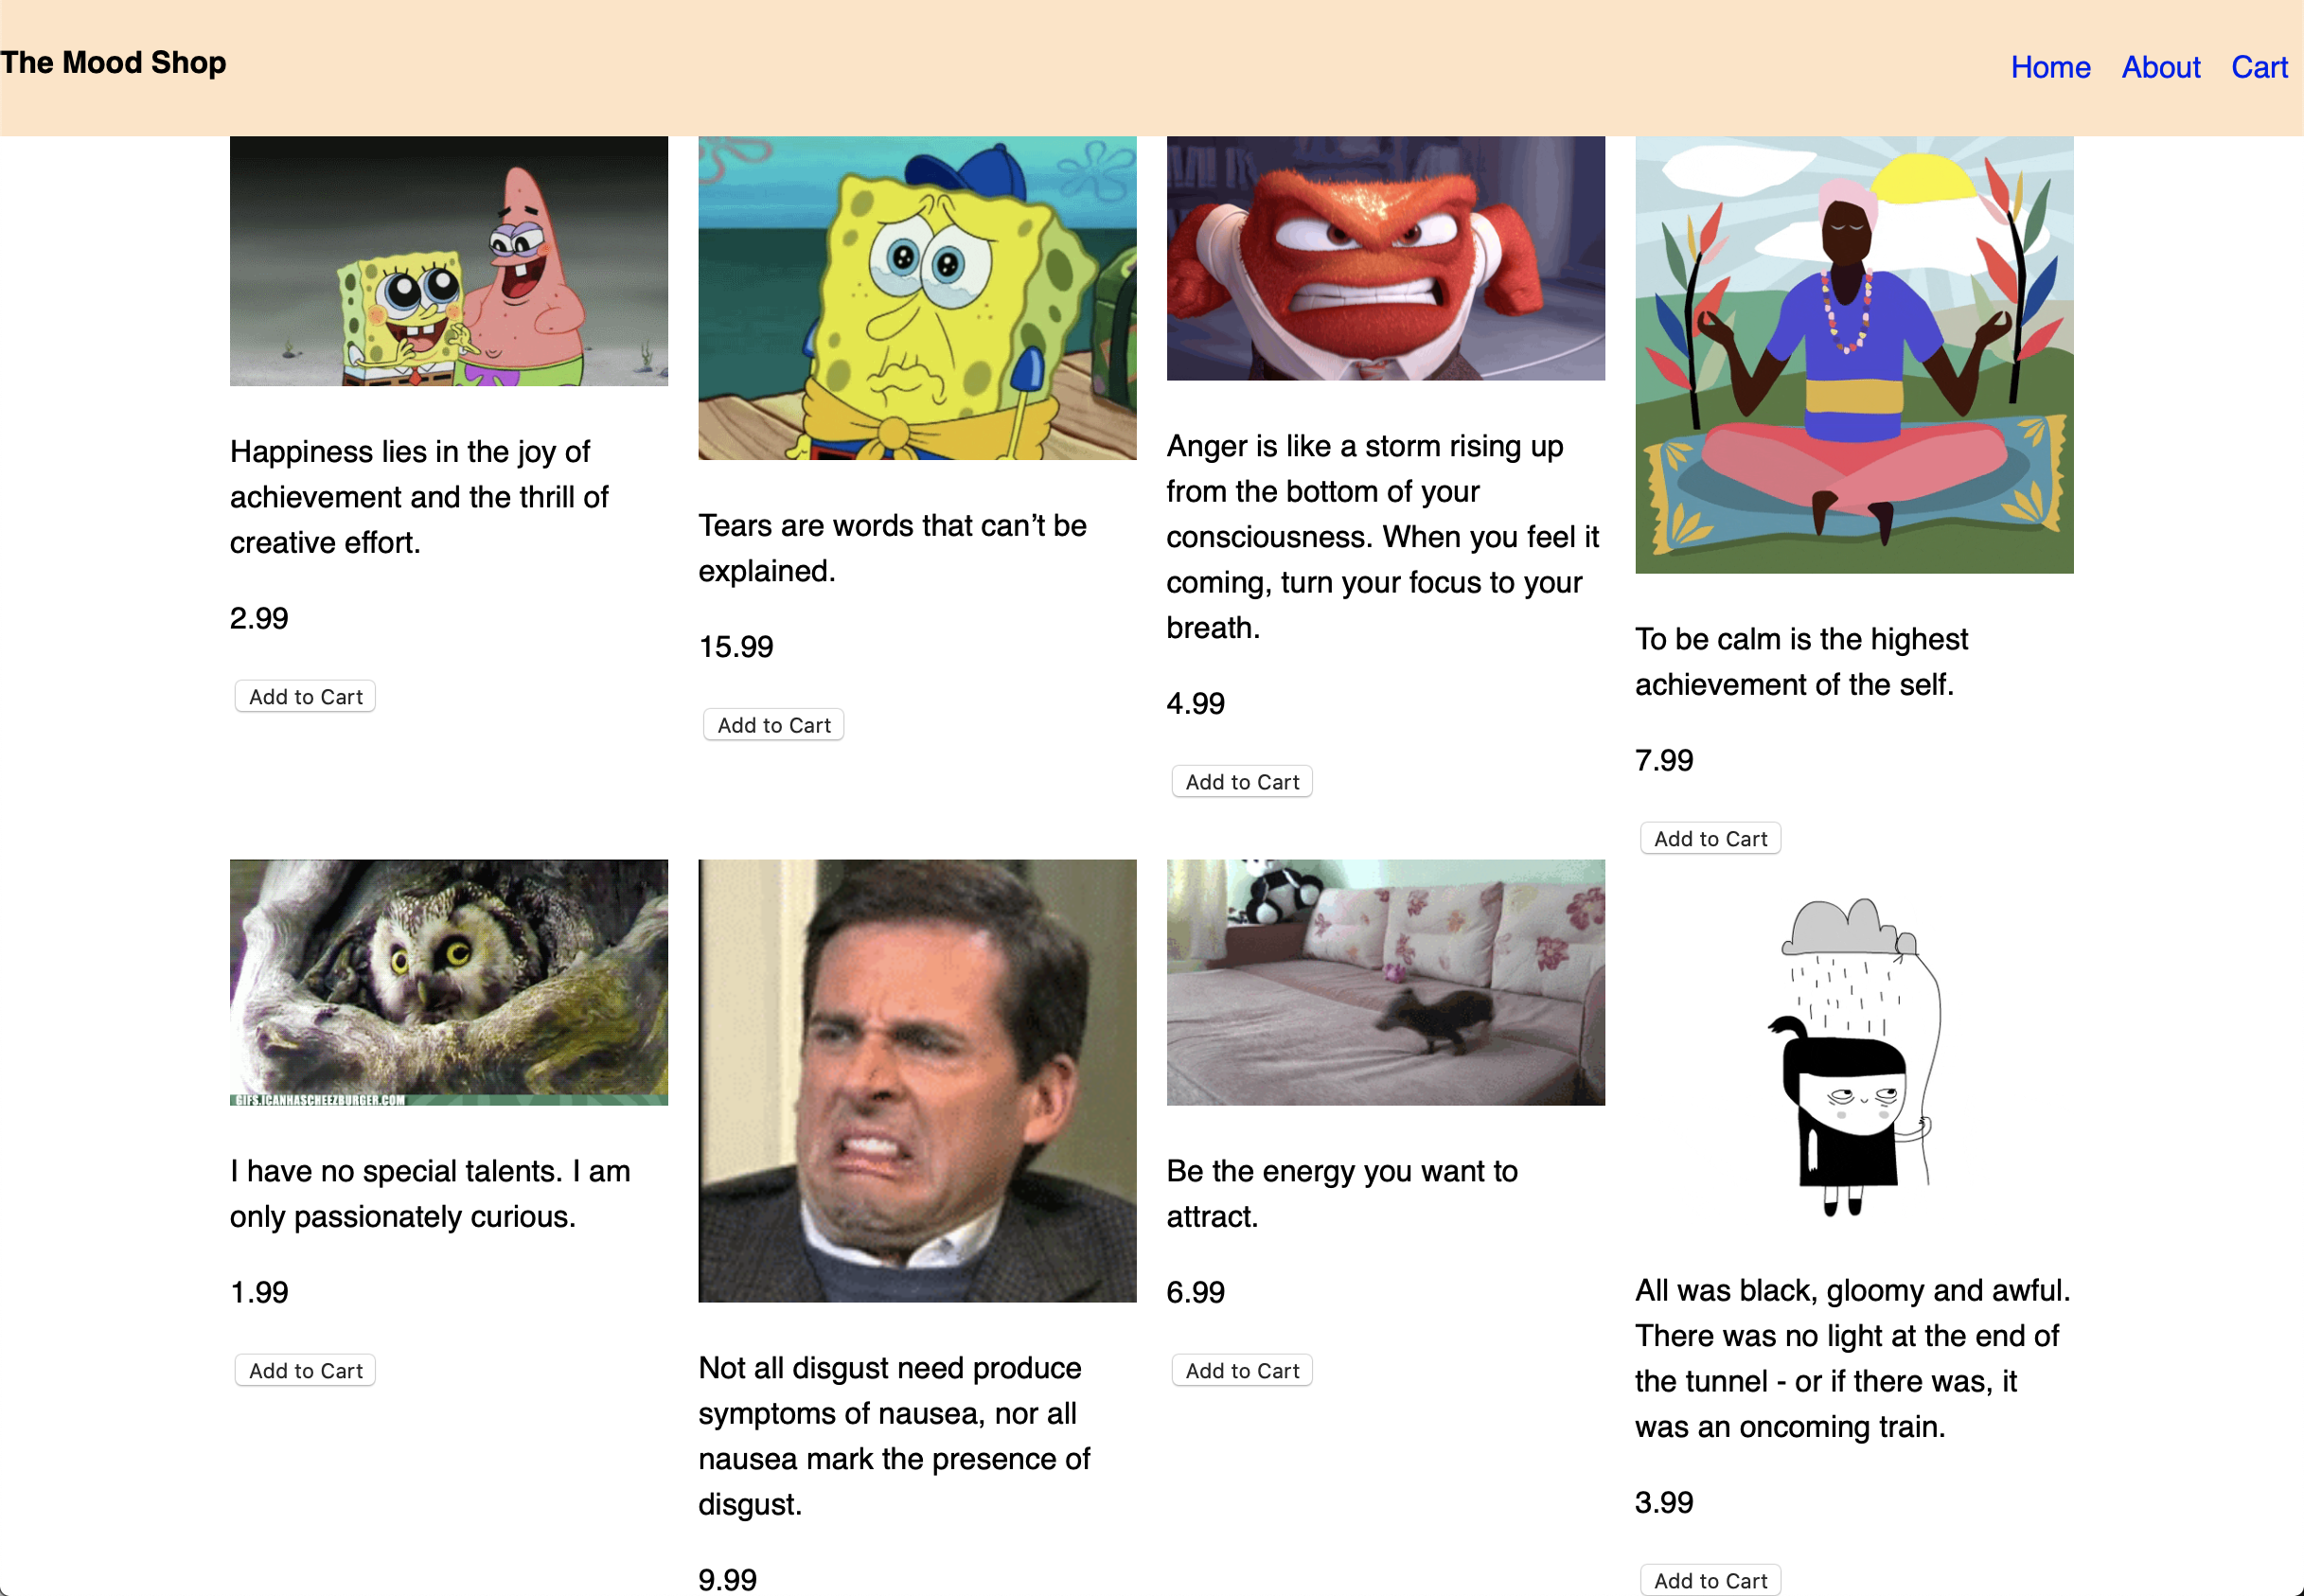 The Mood Shop
Home About Cart
Happiness lies in the joy of
achievement and the thrill of
creative effort.
2.99
Add to Cart
Tears are words that can’t be
explained.
15.99
Add to Cart
Anger is like a storm rising up
from the bottom of your
consciousness. When you feel it
coming, turn your focus to your
breath.
4.99
Add to Cart
To be calm is the highest
achievement of the self.
7.99
Add to Cart
GIFS.ICANHASCHEEZBURGER.COM
I have no special talents. I am
only passionately curious.
1.99
Add to Cart
Not all disgust need produce
symptoms of nausea, nor all
nausea mark the presence of
disgust.
9.99
Be the energy you want to
attract.
6.99
Add to Cart
All was black, gloomy and awful.
There was no light at the end of
the tunnel - or if there was, it
was an oncoming train.
3.99
Add to Cart